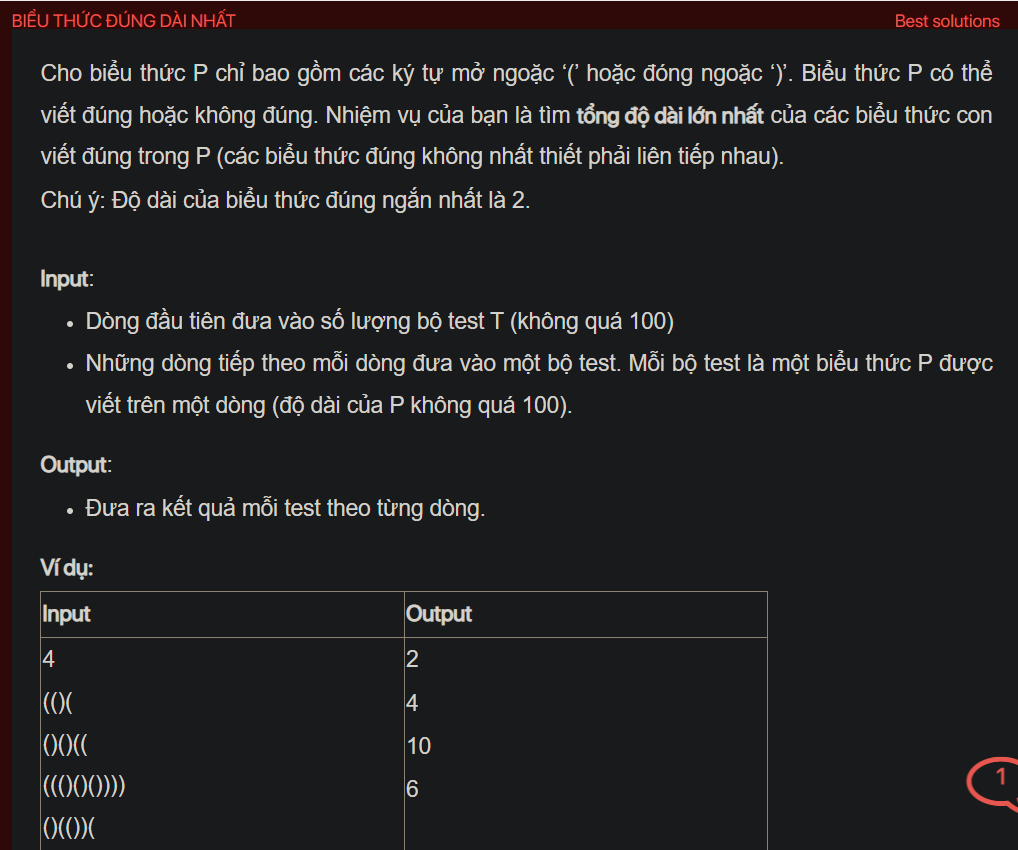 BIỂU THỨC ĐÚNG DÀI NHẤT
Best solutions
Cho biểu thức P chỉ bao gồm các ký tự mở ngoặc ‘(’ hoặc đóng ngoặc ‘)’. Biểu thức P có thể
viết đúng hoặc không đúng. Nhiệm vụ của bạn là tìm tổng độ dài lớn nhất của các biểu thức con
viết đúng trong P (các biểu thức đúng không nhất thiết phải liên tiếp nhau).
Chú ý: Độ dài của biểu thức đúng ngắn nhất là 2.
Input:
• Dòng đầu tiên đưa vào số lượng bộ test T (không quá 100)
• Những dòng tiếp theo mỗi dòng đưa vào một bộ test. Mỗi bộ test là một biểu thức P được
viết trên một dòng (độ dài của P không quá 100).
Output:
• Đưa ra kết quả mỗi test theo từng dòng.
Ví dụ:
Input
Output
4
(()(
()()((
((()()())))
()(())(
2
4
10
6
1